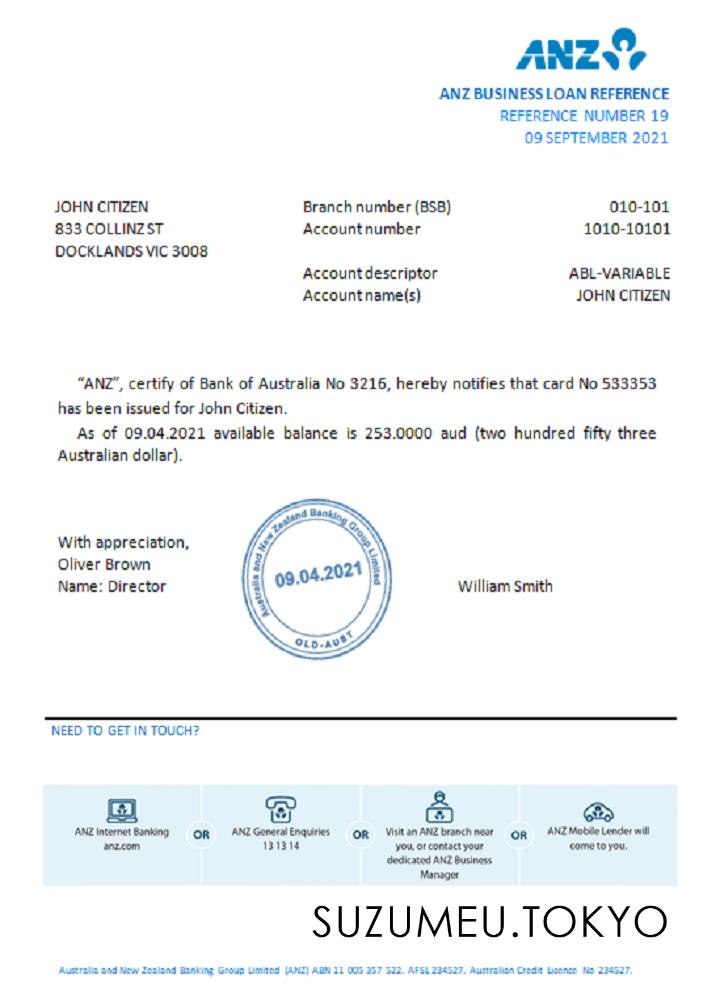 ANZ
ANZ BUSINESS LOAN REFERENCE
REFERENCE NUMBER 19
09 SEPTEMBER 2021
JOHN CITIZEN
833 COLLINZ ST
DOCKLANDS VIC 3008
Branch number (BSB) 010-101
Account number 1010-10101
Account descriptor ABL-VARIABLE
Account name(s) JOHN CITIZEN
“ANZ”, certify of Bank of Australia No 3216, hereby notifies that card No 533353
has been issued for John Citizen.
As of 09.04.2021 available balance is 253.0000 aud (two hundred fifty three
Australian dollar).
With appreciation,
Oliver Brown
Name: Director
Australia and New Zealand Banking Group Limited
09.04.2021
OLD-AUST
William Smith
NEED TO GET IN TOUCH?
ANZ Internet Banking
anz.com
OR
ANZ General Enquiries
13 13 14
OR
Visit an ANZ branch near
you, or contact your
dedicated ANZ Business
Manager
OR
ANZ Mobile Lender will
come to you.
SUZUMEU.TOKYO
Australia and New Zealand Banking Group Limited (ANZ) ABN 11 005 357 522. AFSL 234527. Australian Credit Licence No 234527.